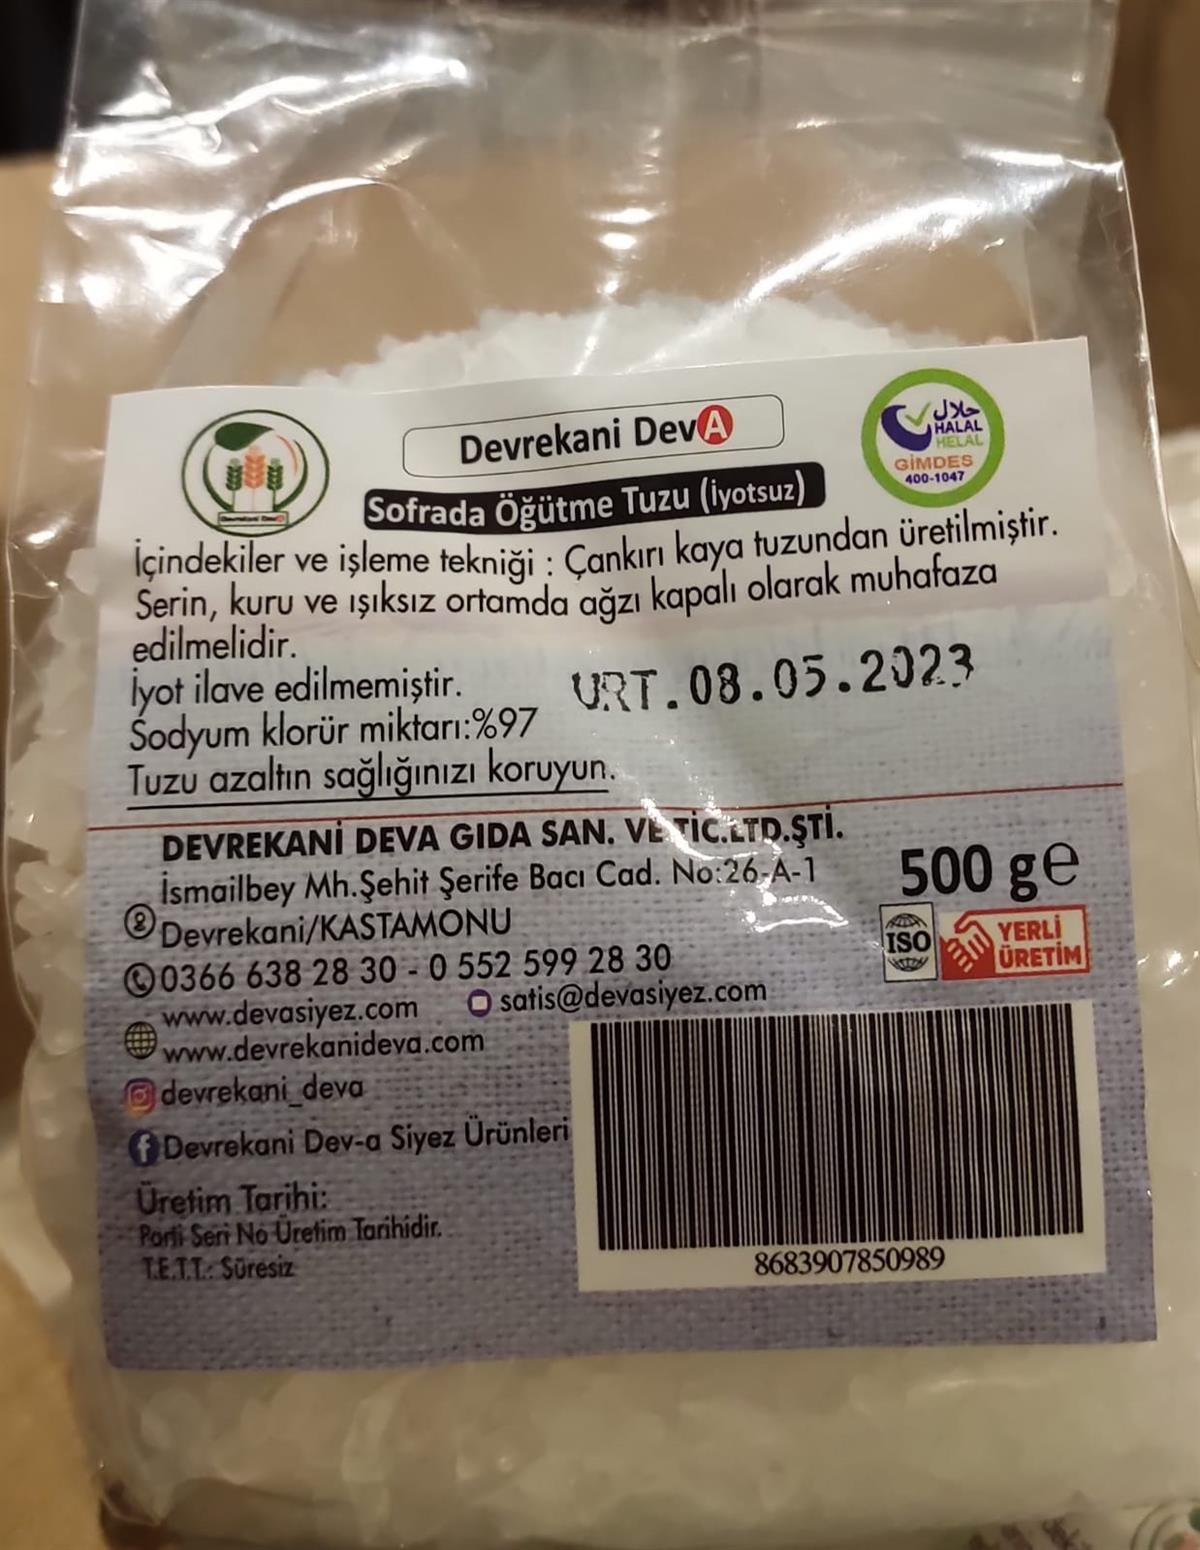 Devrekani DevA
حلال
HALAL
HELAL
GİMDES
400-1047
Devrekani DevA
Sofrada Öğütme Tuzu (İyotsuz)
İçindekiler ve işleme tekniği : Çankırı kaya tuzundan üretilmiştir.
Serin, kuru ve ışıksız ortamda ağzı kapalı olarak muhafaza
edilmelidir.
İyot ilave edilmemiştir.
URT.08.05.2023
Sodyum klorür miktarı:%97
Tuzu azaltın sağlığınızı koruyun.
DEVREKANİ DEVA GIDA SAN. VE TİC.LTD.ŞTİ.
İsmailbey Mh.Şehit Şerife Bacı Cad. No:26-A-1
Devrekani/KASTAMONU
500 g e
0366 638 28 30 - 0 552 599 28 30
ISO
YERLİ
ÜRETİM
www.devasiyez.com satis@devasiyez.com
www.devrekanideva.com
devrekani_deva
Devrekani Dev-a Siyez Ürünleri
Üretim Tarihi:
Parti Seri No Üretim Tarihidir.
T.E.T.T.: Süresiz
8683907850989